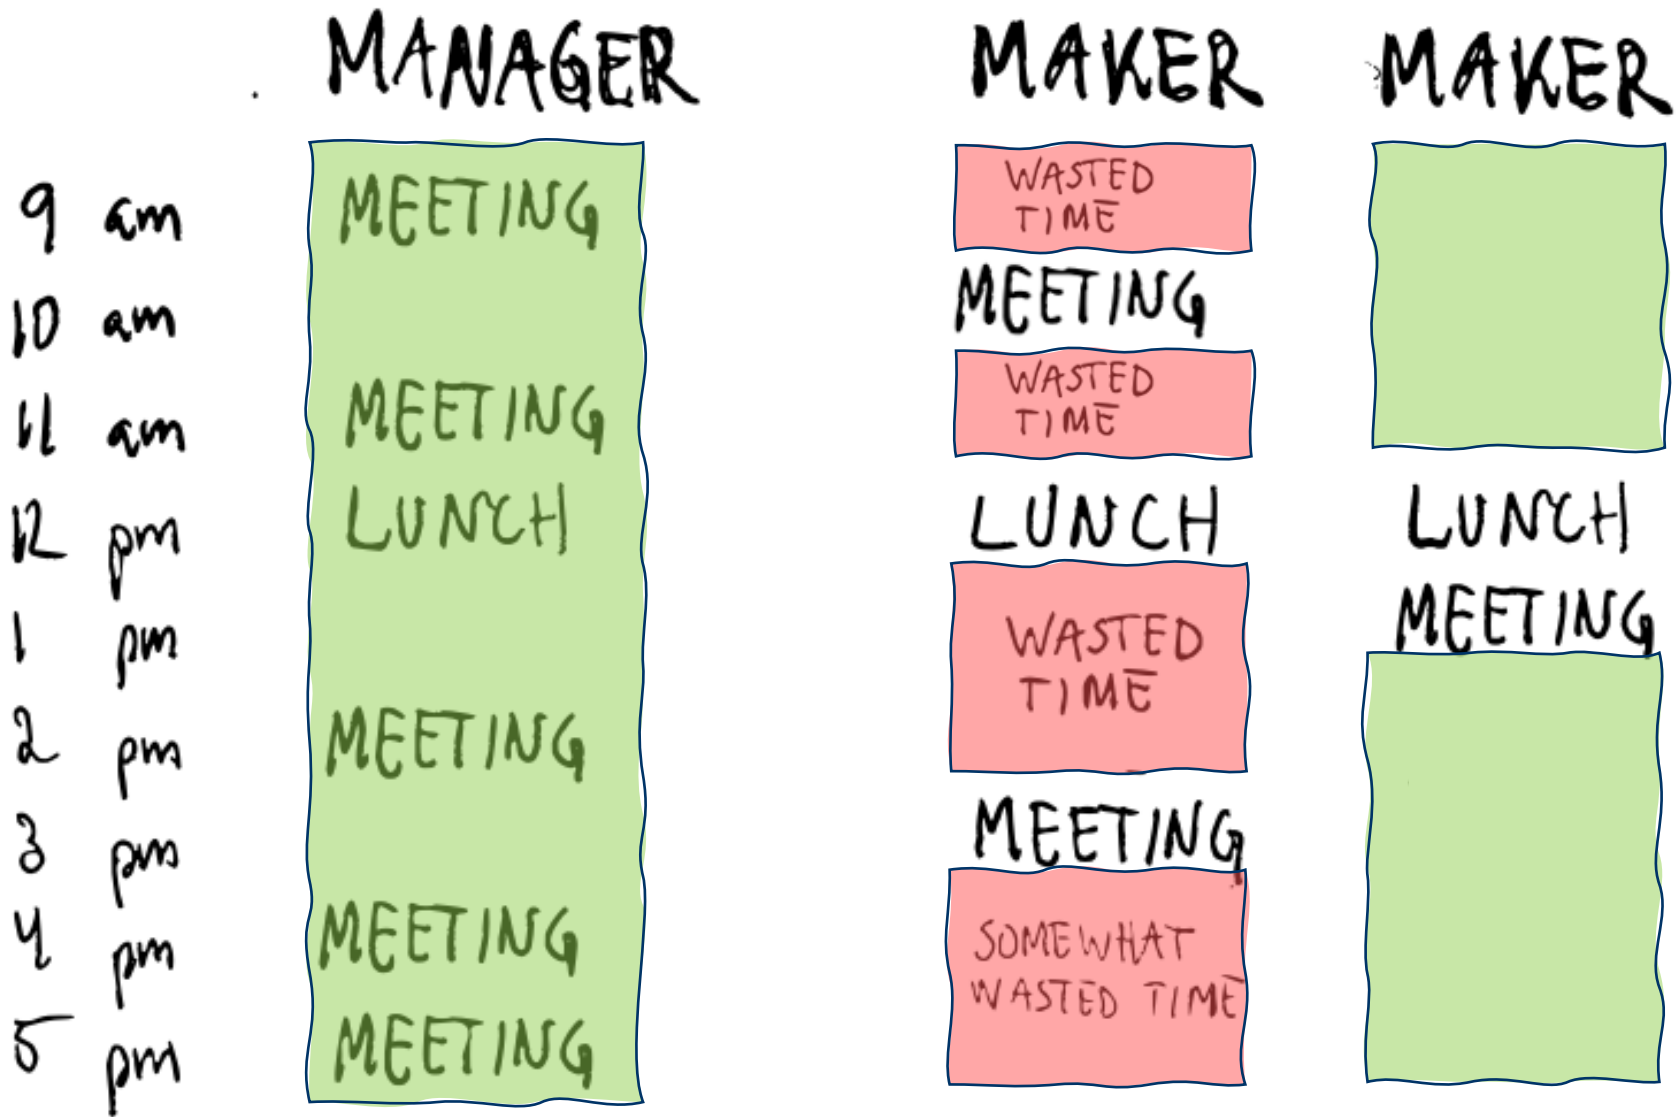 MANAGER MAKER MAKER
9 am MEETING WASTED
TIME
10 am MEETING
11 am MEETING WASTED
TIME
12 pm LUNCH LUNCH LUNCH
1 pm WASTED MEETING
TIME
2 pm MEETING
3 pm MEETING
4 pm MEETING SOMEWHAT
WASTED TIME
5 pm MEETING